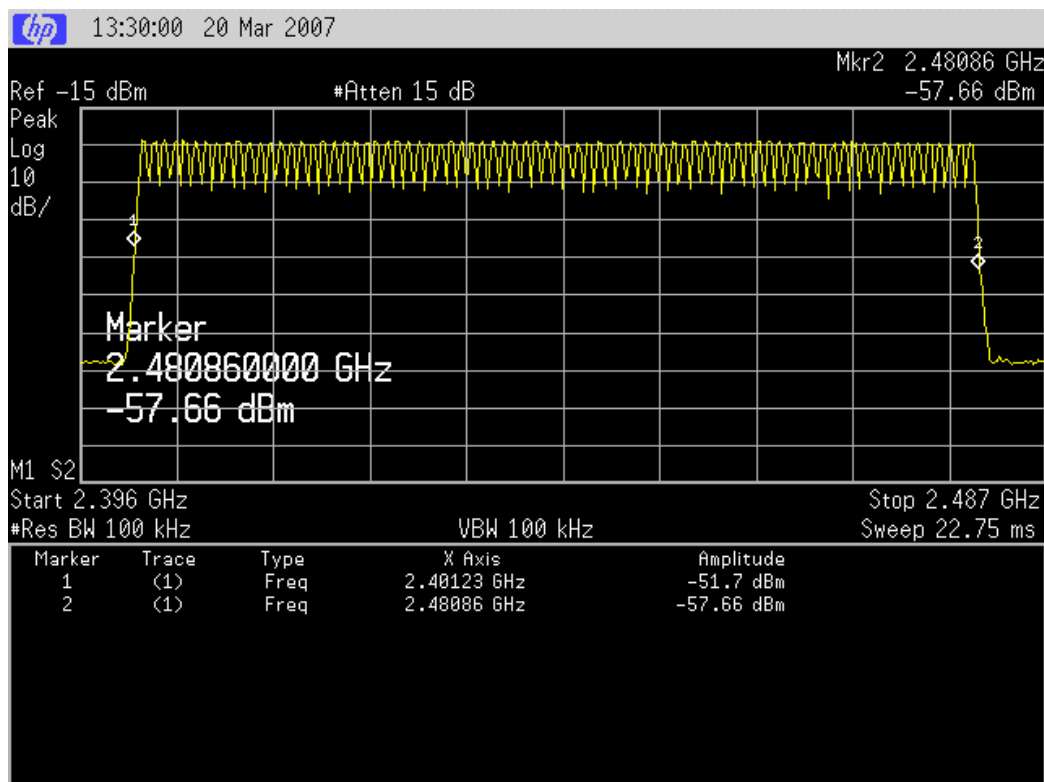 hp 13:30:00 20 Mar 2007
Mkr2 2.48086 GHz
Ref -15 dBm #Atten 15 dB -57.66 dBm
Peak
Log
10
dB/
1
2
Marker
2.480860000 GHz
-57.66 dBm
M1 S2
Start 2.396 GHz Stop 2.487 GHz
#Res BW 100 kHz VBW 100 kHz Sweep 22.75 ms
Marker Trace Type X Axis Amplitude
1 (1) Freq 2.40123 GHz -51.7 dBm
2 (1) Freq 2.48086 GHz -57.66 dBm